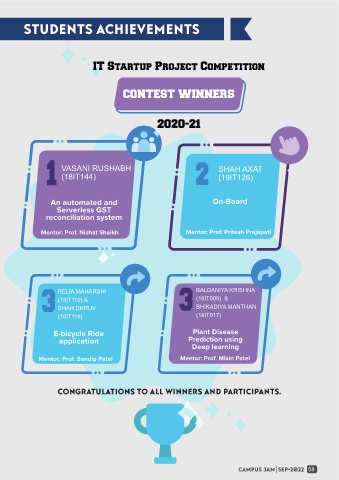 STUDENTS ACHIEVEMENTS
IT STARTUP PROJECT COMPETITION
CONTEST WINNERS
2020-21
1
VASANI RUSHABH
(18IT144)
An automated and
Serverless GST
reconciliation system
Mentor: Prof. Nishat Shaikh
2
SHAH AXAT
(19IT126)
On-Board
Mentor: Prof. Pritesh Prajapati
3
RELIA MAHARSHI
(18IT110) &
SHAH DHRUV
(18IT119)
E-bicycle Ride
application
Mentor: Prof. Sandip Patel
3
BALDANIYA KRISHNA
(18IT009) &
BHIKADIYA MANTHAN
(18IT017)
Plant Disease
Prediction using
Deep learning
Mentor: Prof. Mikin Patel
CONGRATULATIONS TO ALL WINNERS AND PARTICIPANTS.
CAMPUS JAM|SEP-2022 58